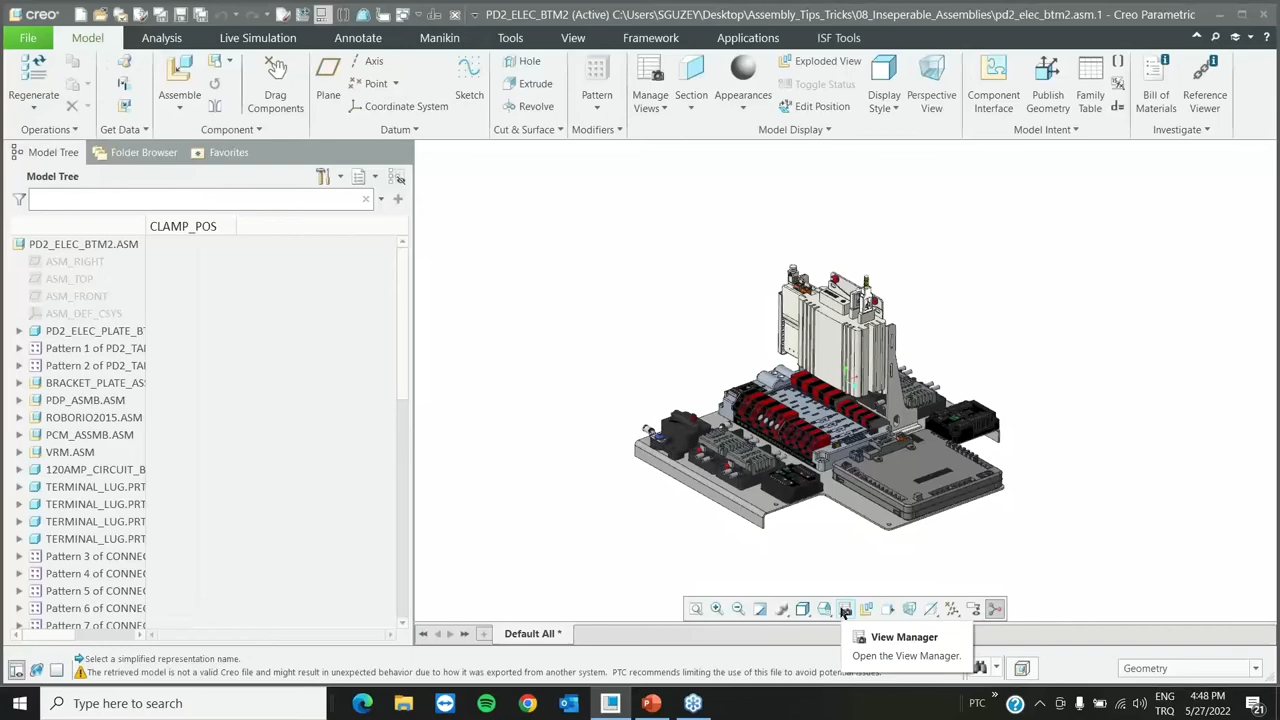 creo
PD2_ELEC_BTM2 (Active) C:\Users\SGUZEY\Desktop\Assembly_Tips_Tricks\08_Inseperable_Assemblies\pd2_elec_btm2.asm.1 - Creo Parametric
File
Model
Analysis
Live Simulation
Annotate
Manikin
Tools
View
Framework
Applications
ISF Tools
Regenerate
Operations
Get Data
Assemble
Drag
Components
Component
Plane
Axis
Point
Coordinate System
Sketch
Datum
Hole
Extrude
Revolve
Cut & Surface
Pattern
Modifiers
Manage
Views
Section
Appearances
Exploded View
Toggle Status
Edit Position
Display
Style
Perspective
View
Model Display
Component
Interface
Publish
Geometry
Family
Table
Model Intent
Bill of
Materials
Reference
Viewer
Investigate
Model Tree
Folder Browser
Favorites
Model Tree
CLAMP_POS
PD2_ELEC_BTM2.ASM
ASM_RIGHT
ASM_TOP
ASM_FRONT
ASM_DEF_CSYS
PD2_ELEC_PLATE_BT
Pattern 1 of PD2_TAI
Pattern 2 of PD2_TAI
BRACKET_PLATE_AS
PDP_ASMB.ASM
ROBORIO2015.ASM
PCM_ASSMB.ASM
VRM.ASM
120AMP_CIRCUIT_B
TERMINAL_LUG.PRT
TERMINAL_LUG.PRT
TERMINAL_LUG.PRT
TERMINAL_LUG.PRT
Pattern 3 of CONNEC
Pattern 4 of CONNEC
Pattern 5 of CONNEC
Pattern 6 of CONNEC
Pattern 7 of CONNEC
Default All *
View Manager
Open the View Manager.
Select a simplified representation name.
The retrieved model is not a valid Creo file and might result in unexpected behavior due to how it was exported from another system. PTC recommends limiting the use of this file to avoid potential issues.
Geometry
Type here to search
PTC
ENG
TRQ
4:48 PM
5/27/2022
21